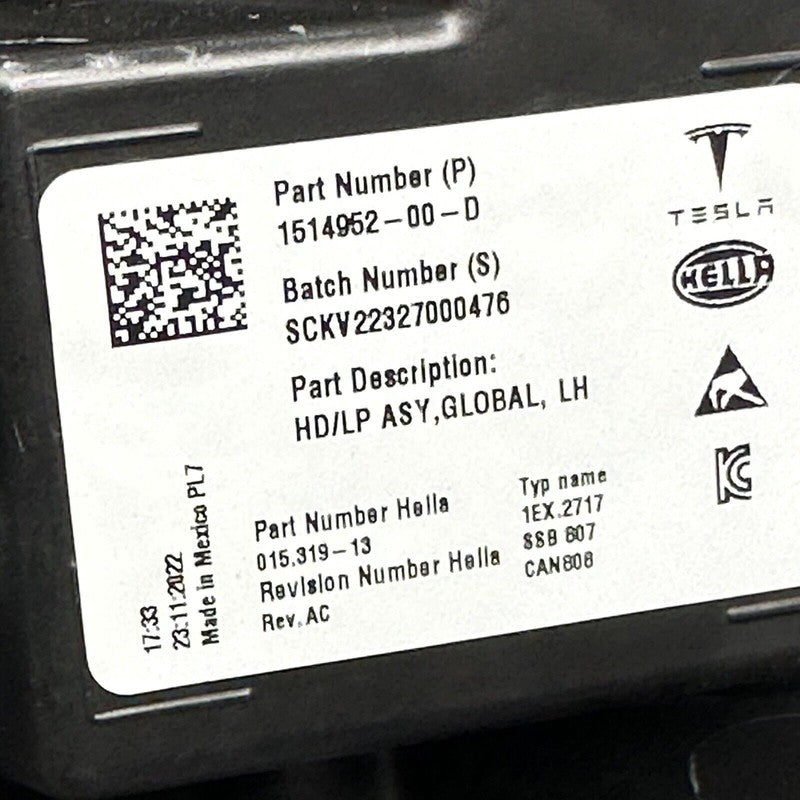 Part Number (P)
1514952-00-D
Batch Number (S)
SCKV22327000476
Part Description:
HD/LP ASY,GLOBAL, LH
TESLA
HELLA
17:33
23.11.2022
Made in Mexico PL7
Part Number Hella
015.319-13
Revision Number Hella
Rev. AC
Typ name
1EX.2717
SSB 807
CAN808